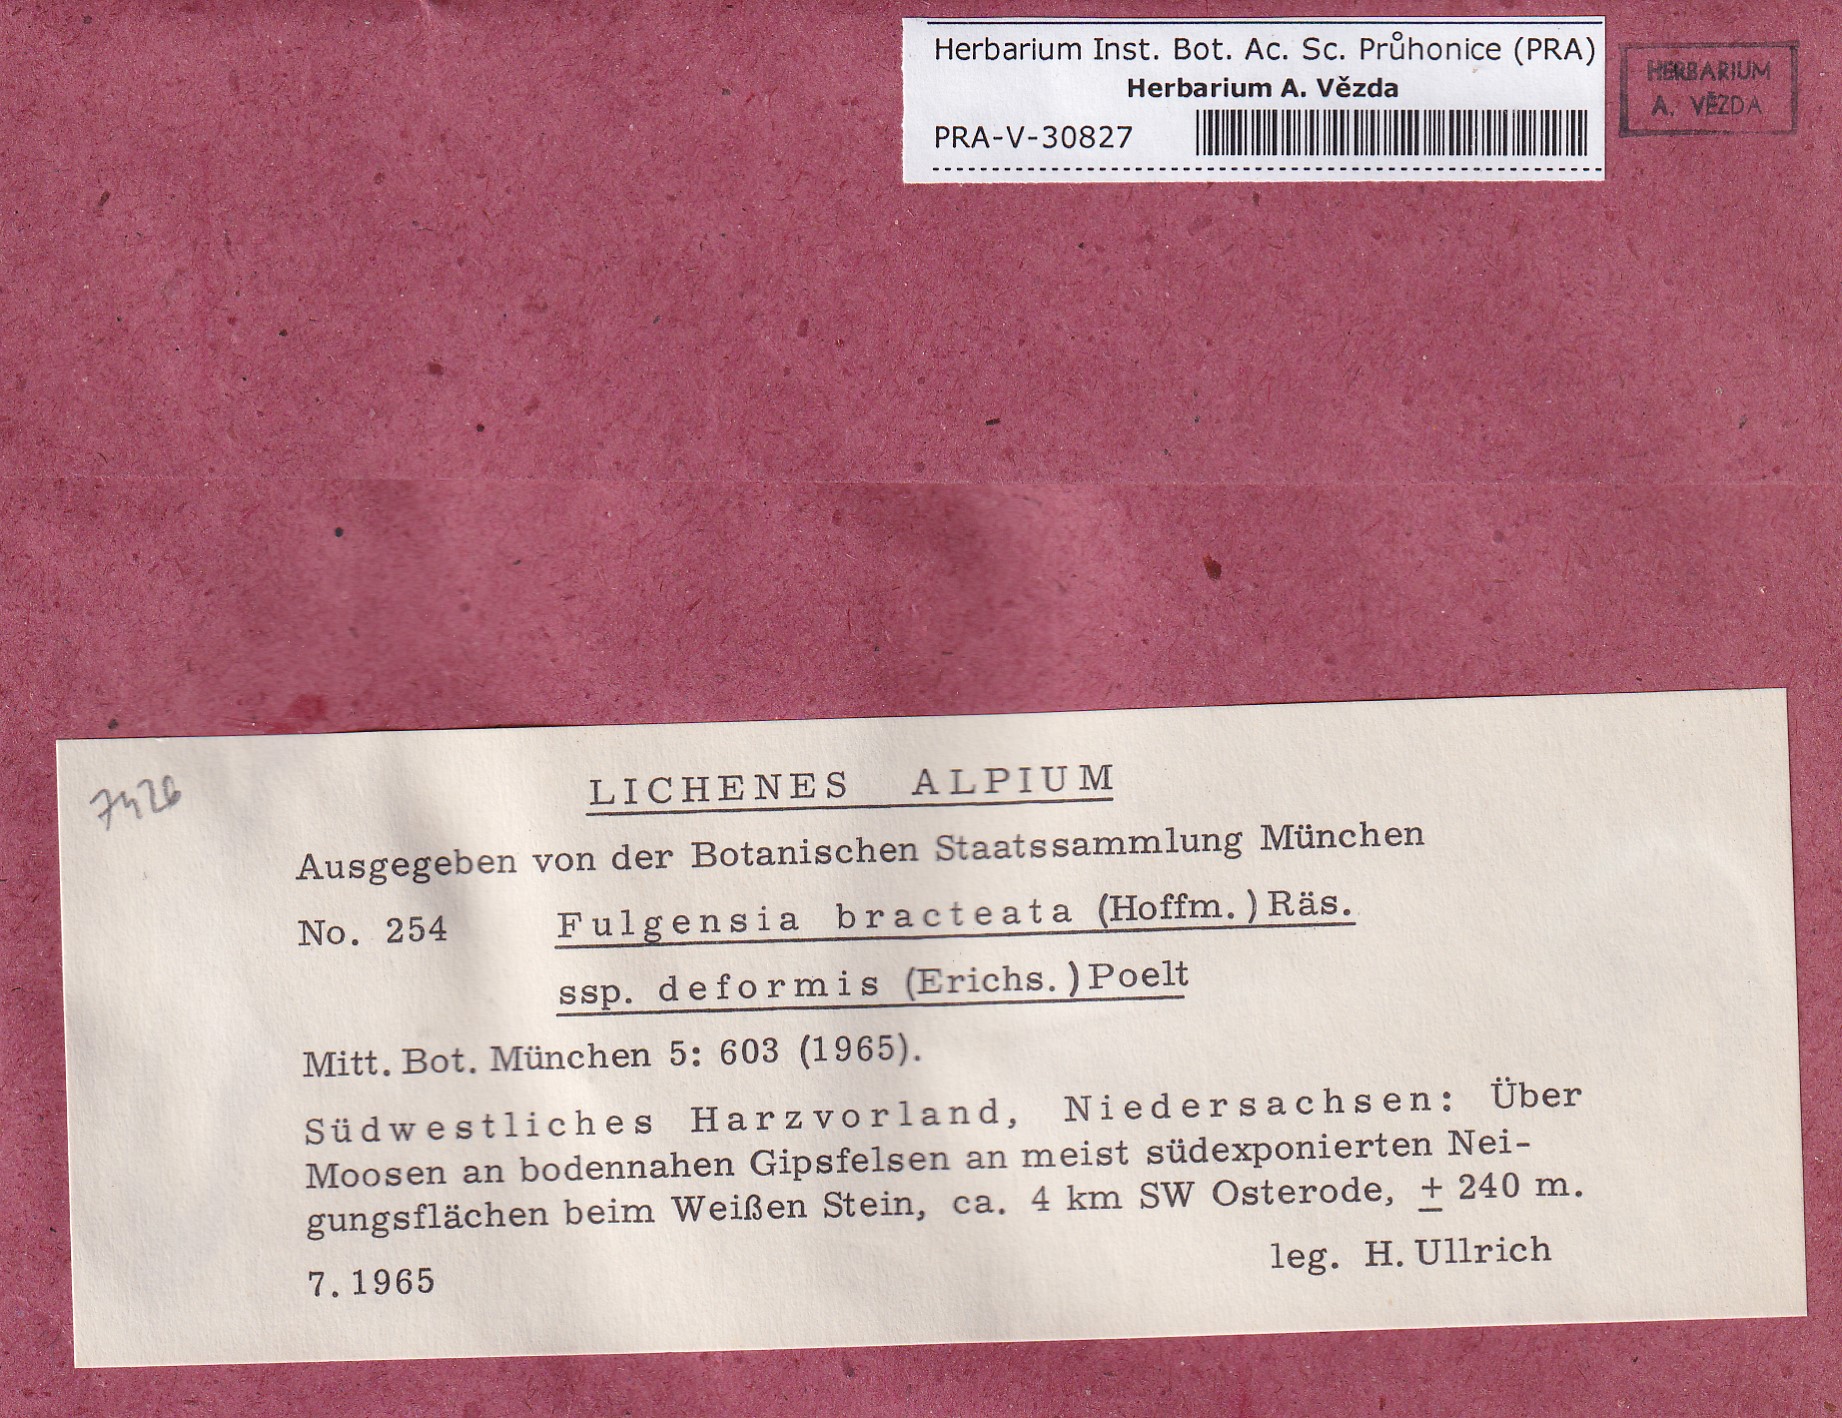 Herbarium Inst. Bot. Ac. Sc. Průhonice (PRA)
Herbarium A. Vězda
PRA-V-30827
HERBARIUM
A. VĚZDA
7426
LICHENES ALPIUM
Ausgegeben von der Botanischen Staatssammlung München
No. 254 Fulgensia bracteata (Hoffm.) Räs.
ssp. deformis (Erichs.) Poelt
Mitt. Bot. München 5: 603 (1965).
Südwestliches Harzvorland, Niedersachsen: Über
Moosen an bodennahen Gipsfelsen an meist südexponierten Nei-
gungsflächen beim Weißen Stein, ca. 4 km SW Osterode, ± 240 m.
leg. H. Ullrich
7. 1965